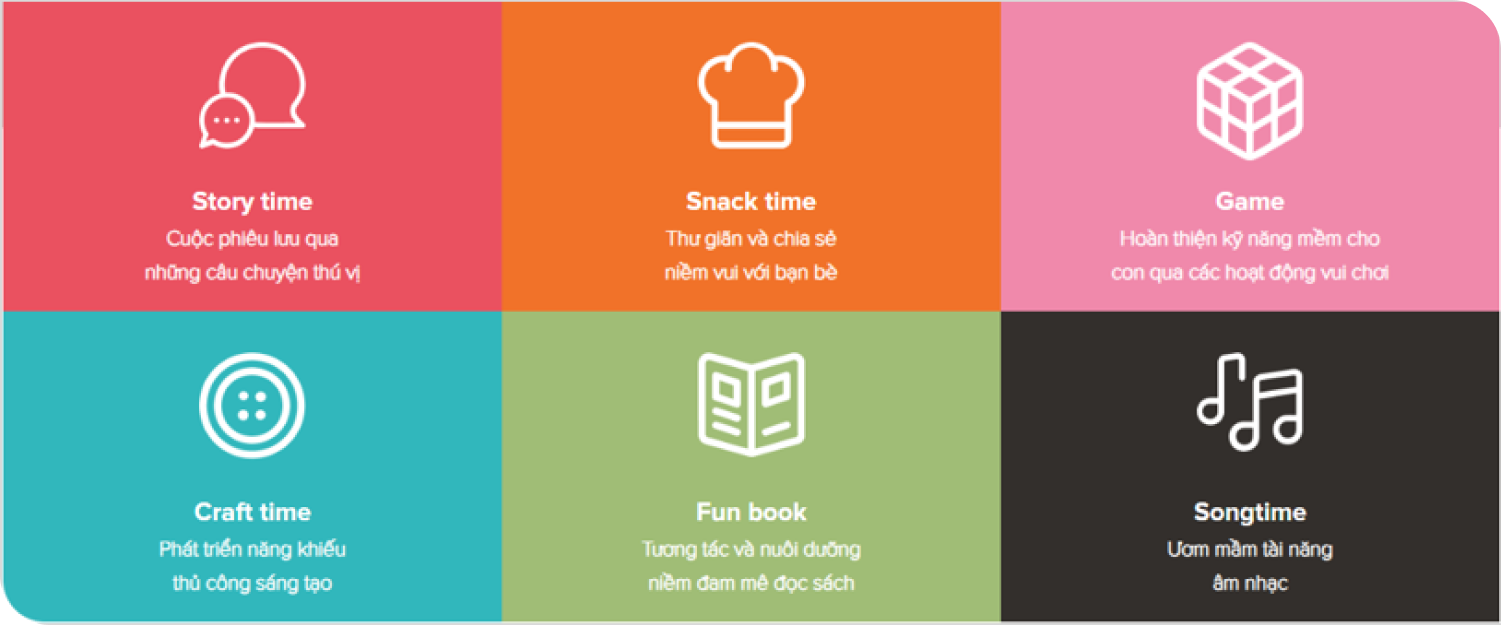 Story time
Cuộc phiêu lưu qua
những câu chuyện thú vị
Snack time
Thư giãn và chia sẻ
niềm vui với bạn bè
Game
Hoàn thiện kỹ năng mềm cho
con qua các hoạt động vui chơi
Craft time
Phát triển năng khiếu
thủ công sáng tạo
Fun book
Tương tác và nuôi dưỡng
niềm đam mê đọc sách
Songtime
Ươm mầm tài năng
âm nhạc